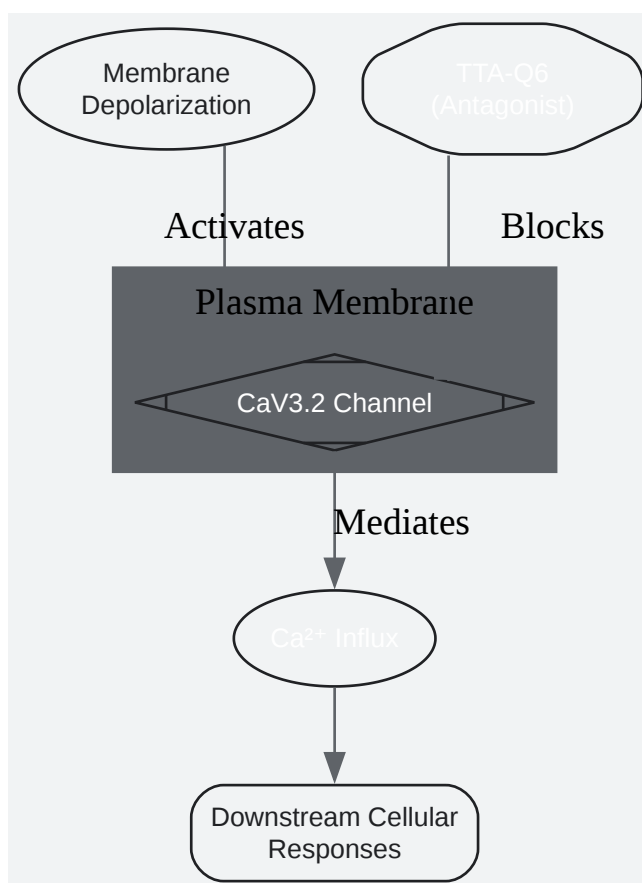 Membrane
Depolarization
TTA-Q6
(Antagonist)
Activates
Blocks
Plasma Membrane
CaV3.2 Channel
Mediates
Ca²⁺ Influx
Downstream Cellular
Responses